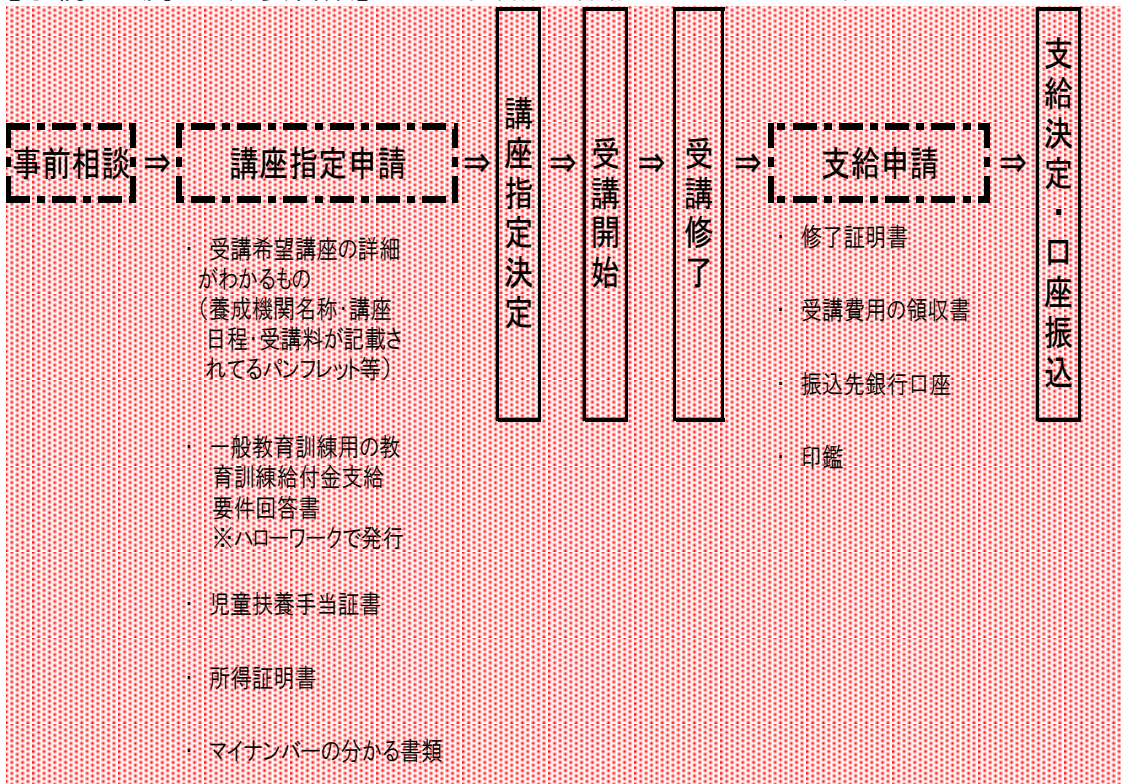 事前相談
⇒
講座指定申請
⇒
講座指定決定
⇒
受講開始
⇒
受講修了
⇒
支給申請
⇒
支給決定・口座振込
・ 受講希望講座の詳細
がわかるもの
（養成機関名称・講座
日程・受講料が記載さ
れてるパンフレット等）
・ 一般教育訓練用の教
育訓練給付金支給
要件回答書
※ハローワークで発行
・ 児童扶養手当証書
・ 所得証明書
・ マイナンバーの分かる書類
・ 修了証明書
・ 受講費用の領収書
・ 振込先銀行口座
・ 印鑑